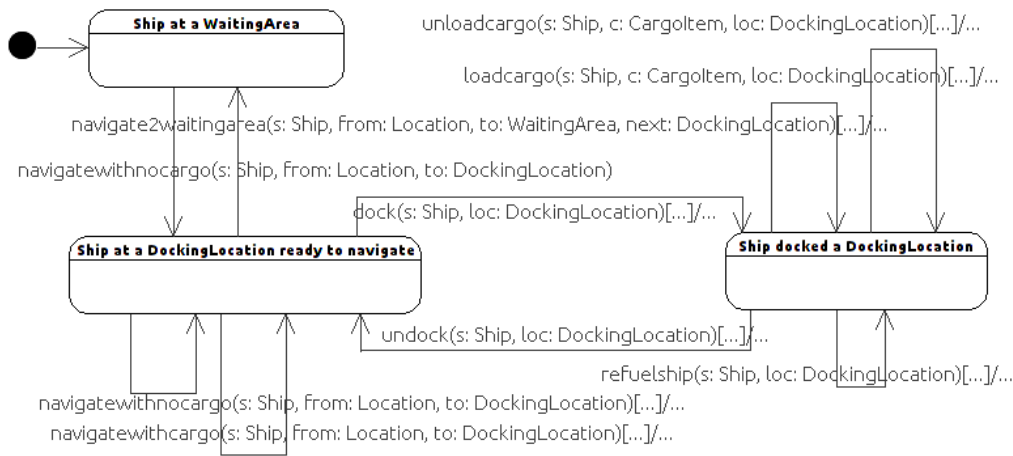 Ship at a WaitingArea
unloadcargo(s: Ship, c: CargoItem, loc: DockingLocation)[...]/...
loadcargo(s: Ship, c: CargoItem, loc: DockingLocation)[...]/...
navigate2waitingarea(s: Ship, from: Location, to: WaitingArea, next: DockingLocation)[...]/...
navigatewithnocargo(s: Ship, from: Location, to: DockingLocation)
dock(s: Ship, loc: DockingLocation)[...]/...
Ship at a DockingLocation ready to navigate
Ship docked a DockingLocation
undock(s: Ship, loc: DockingLocation)[...]/...
refuelship(s: Ship, loc: DockingLocation)[...]/...
navigatewithnocargo(s: Ship, from: Location, to: DockingLocation)[...]/...
navigatewithcargo(s: Ship, from: Location, to: DockingLocation)[...]/...